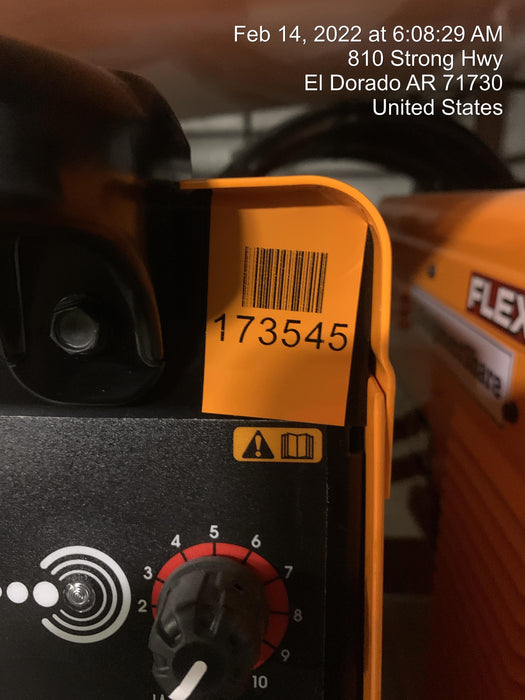 Feb 14, 2022 at 6:08:29 AM
810 Strong Hwy
El Dorado AR 71730
United States
173545
FLEX
5
4 6
3 7
2 8
9
10